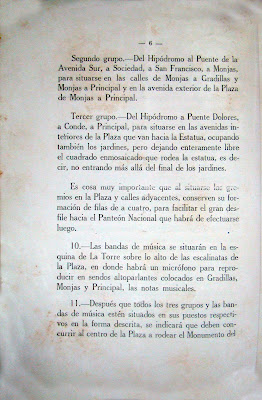 — 6 —
Segundo grupo.—Del Hipódromo al Puente de la
Avenida Sur, a Sociedad, a San Francisco, a Monjas,
para situarse en las calles de Monjas a Gradillas y
Monjas a Principal y en la avenida exterior de la Plaza
de Monjas a Principal.
Tercer grupo.—Del Hipódromo a Puente Dolores,
a Conde, a Principal, para situarse en las avenidas in-
teriores de la Plaza que van hacia la Estatua, ocupando
también los jardines, pero dejando enteramente libre
el cuadrado enmosaicado que rodea la estatua, es de-
cir, no entrando más allá del final de los jardines.
Es cosa muy importante que al situarse los gre-
mios en la Plaza y calles adyacentes, conserven su for-
mación de filas de a cuatro, para facilitar el gran des-
file hacia el Panteón Nacional que habrá de efectuarse
luego.
10.—Las bandas de música se situarán en la es-
quina de La Torre sobre lo alto de las escalinatas de
la Plaza, en donde habrá un micrófono para repro-
ducir en sendos altoparlantes colocados en Gradillas,
Monjas y Principal, las notas musicales.
11.—Después que todos los tres grupos y las ban-
das de música estén situados en sus puestos respecti-
vos en la forma descrita, se indicará que deben con-
currir al centro de la Plaza a rodear el Monumento del